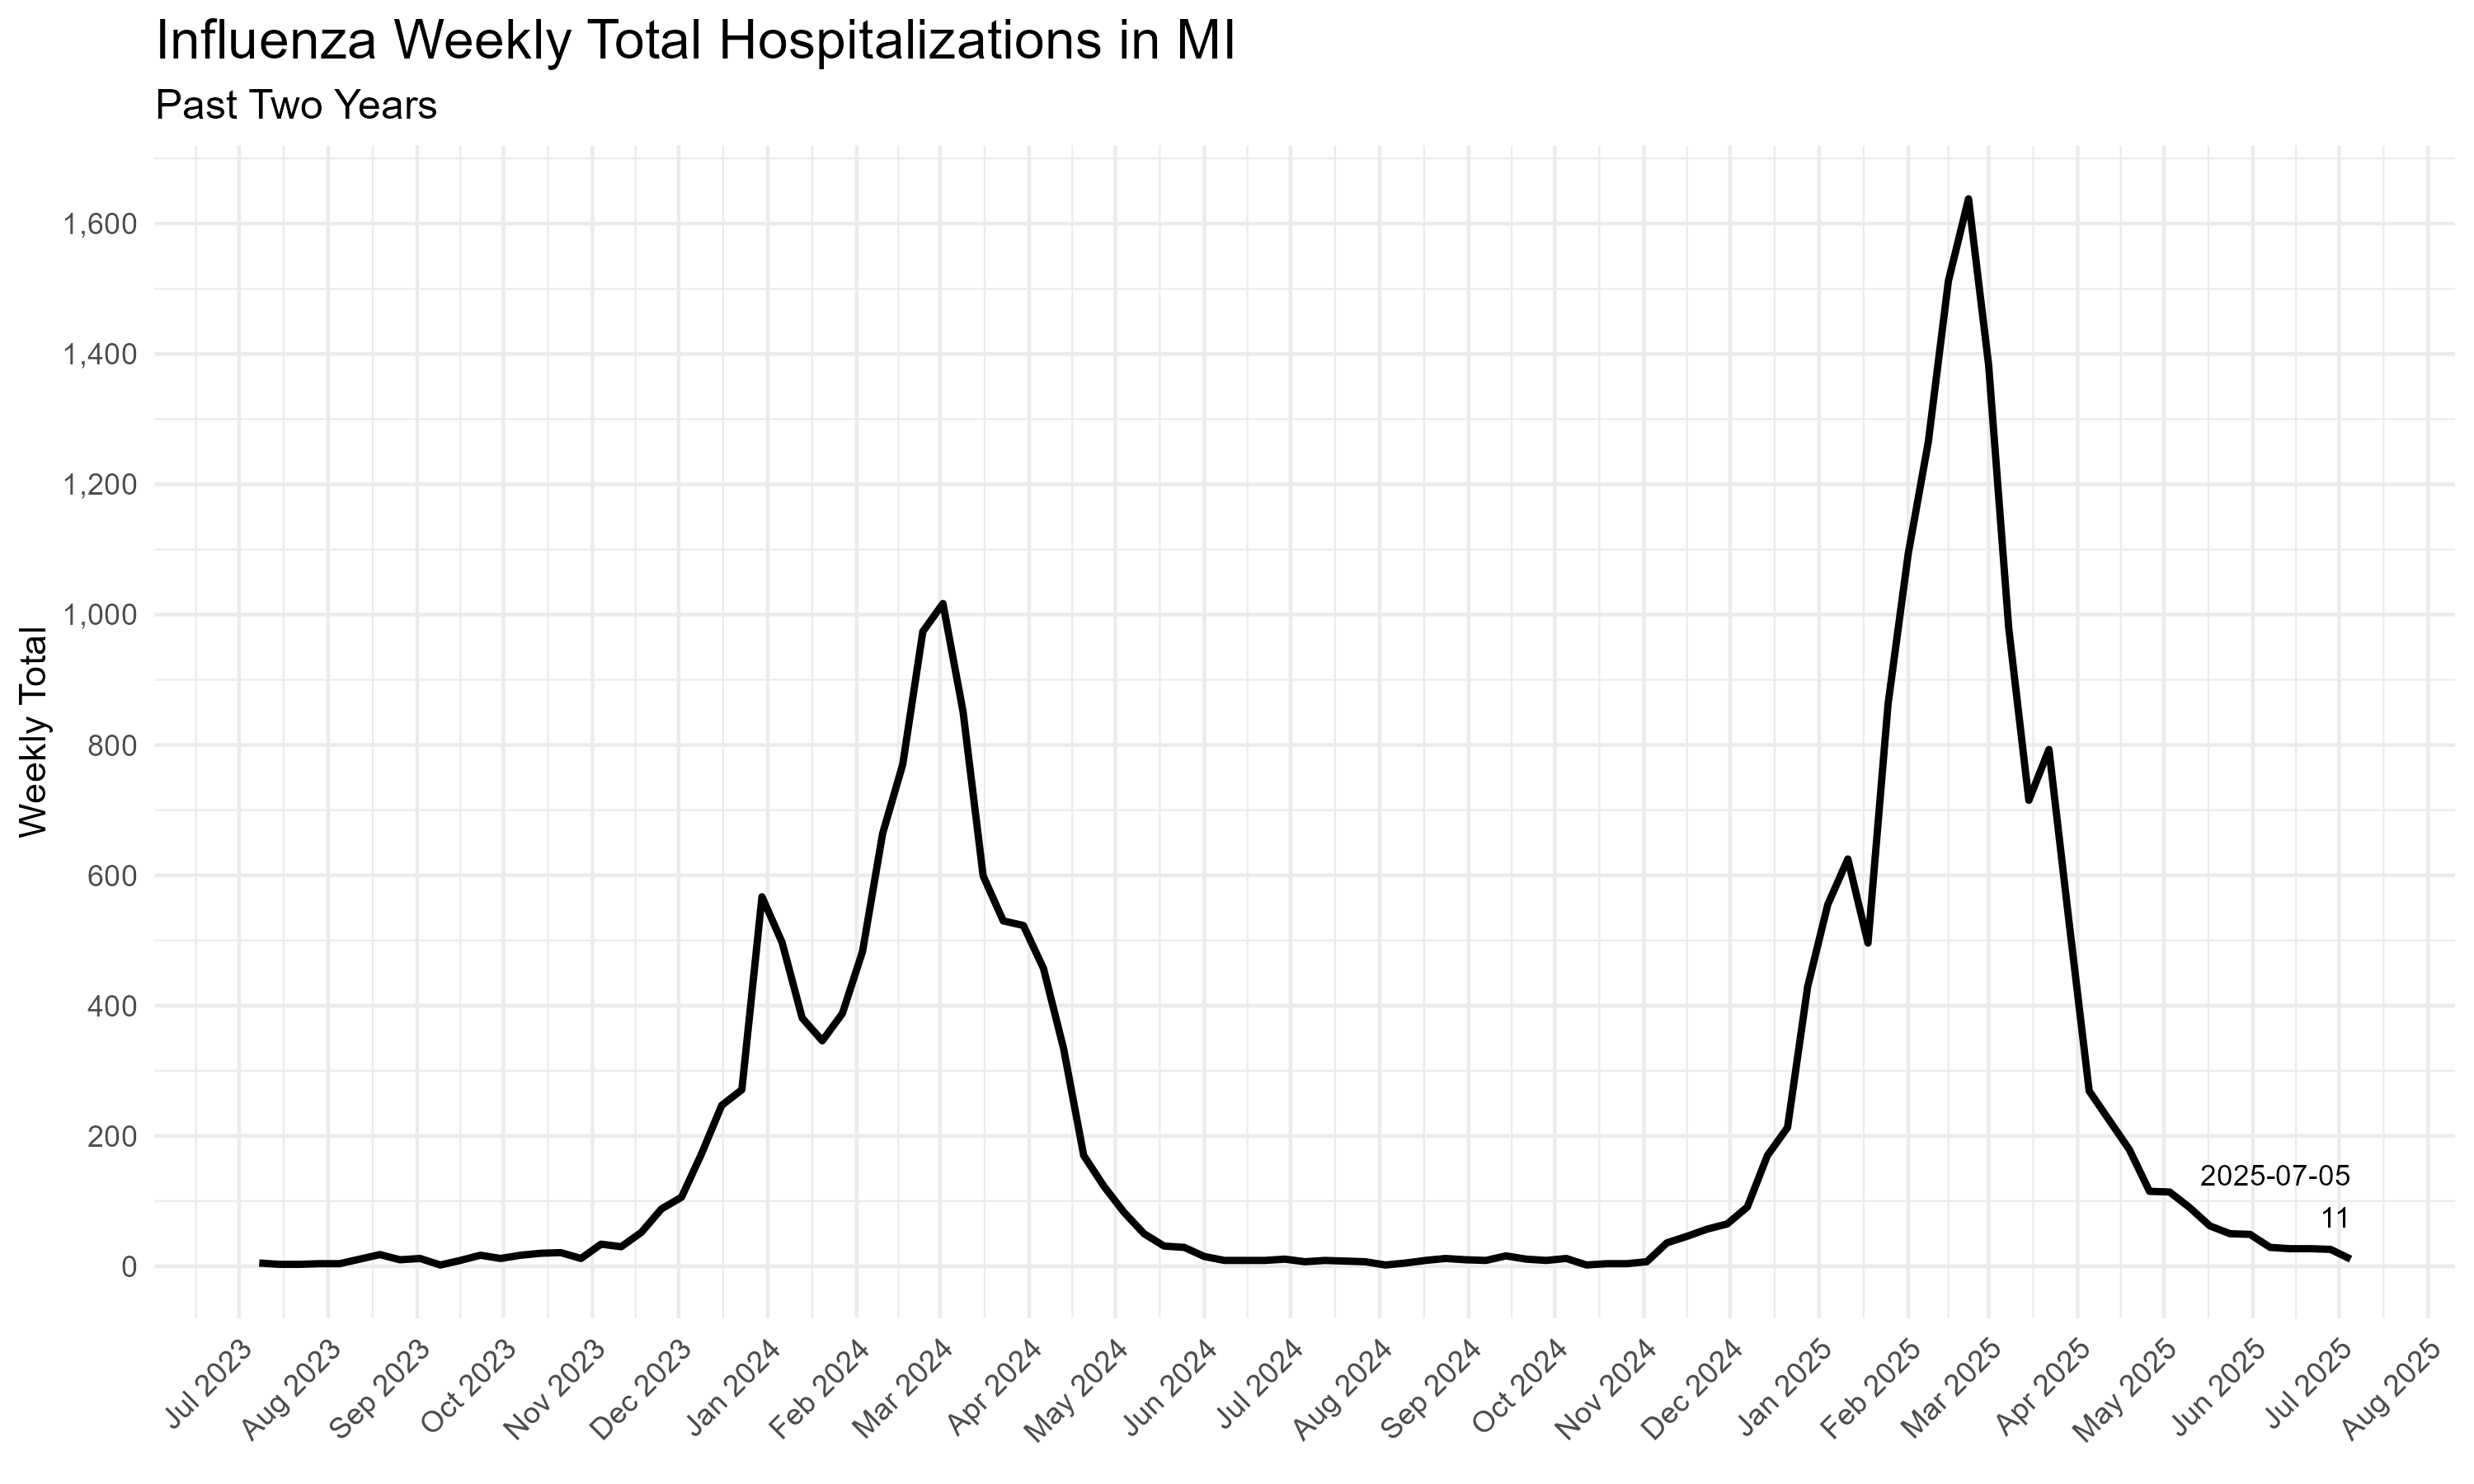 Influenza Weekly Total Hospitalizations in MI
Past Two Years
Weekly Total
1,600
1,400
1,200
1,000
800
600
400
200
0
2025-07-05
11
Jul 2023
Aug 2023
Sep 2023
Oct 2023
Nov 2023
Dec 2023
Jan 2024
Feb 2024
Mar 2024
Apr 2024
May 2024
Jun 2024
Jul 2024
Aug 2024
Sep 2024
Oct 2024
Nov 2024
Dec 2024
Jan 2025
Feb 2025
Mar 2025
Apr 2025
May 2025
Jun 2025
Jul 2025
Aug 2025